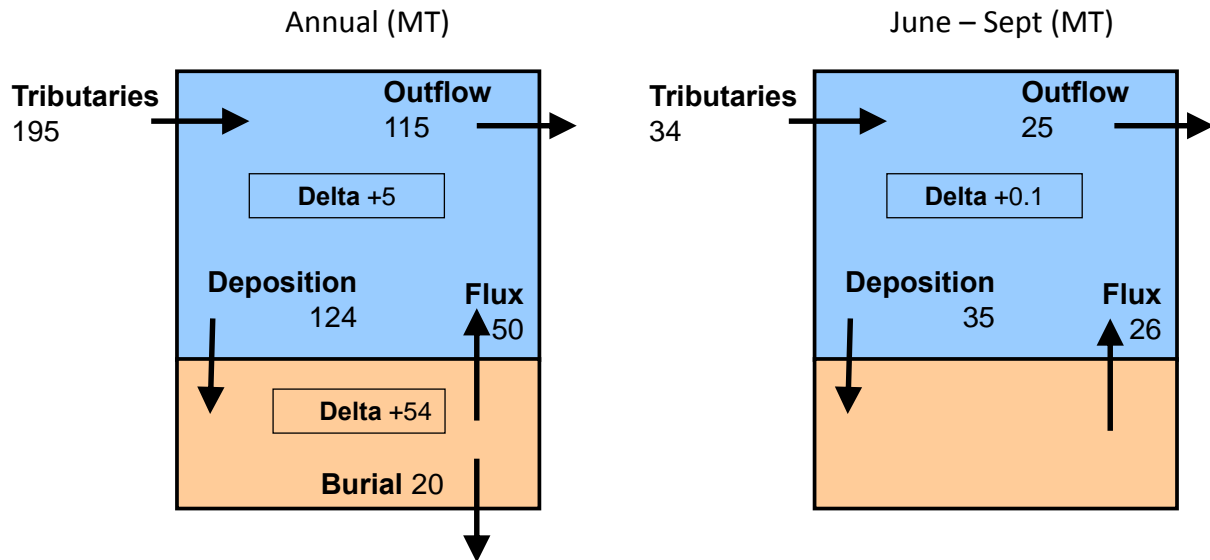 Annual (MT)
Tributaries
195
Outflow
115
Delta +5
Deposition
124
Flux
50
Delta +54
Burial 20
June – Sept (MT)
Tributaries
34
Outflow
25
Delta +0.1
Deposition
35
Flux
26